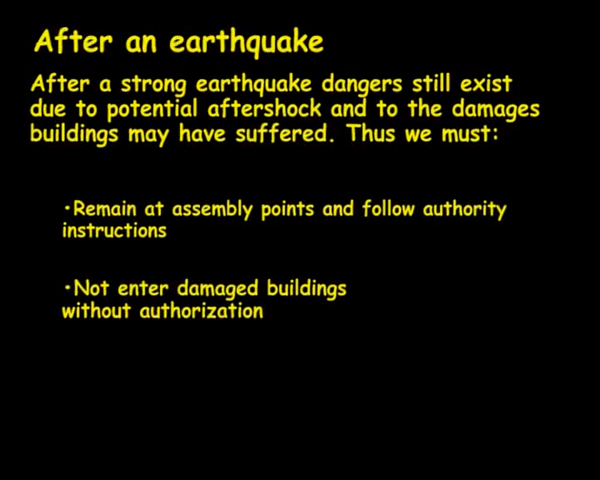 After an earthquake
After a strong earthquake dangers still exist
due to potential aftershock and to the damages
buildings may have suffered. Thus we must:
·Remain at assembly points and follow authority
instructions
·Not enter damaged buildings
without authorization